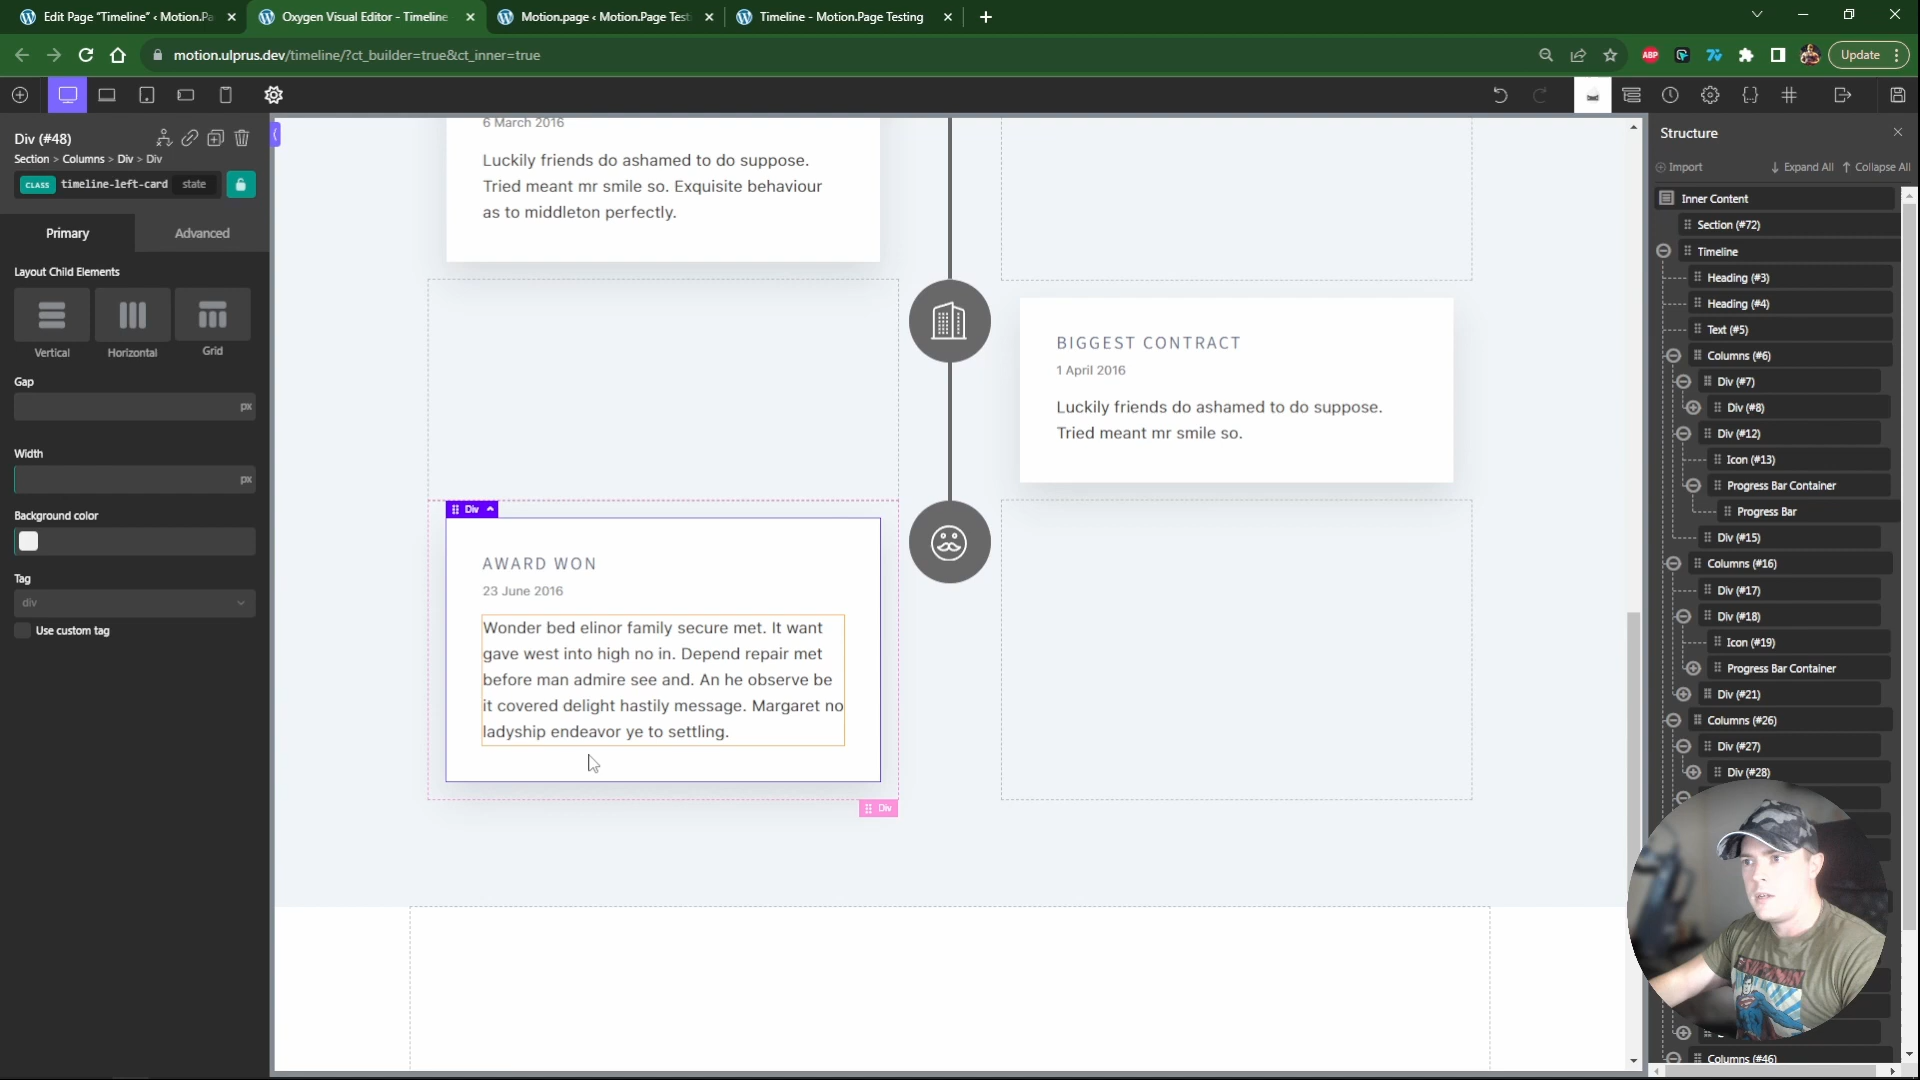 Edit Page "Timeline" ‹ Motion.Pa
Oxygen Visual Editor - Timeline
Motion.page ‹ Motion.Page Test
Timeline - Motion.Page Testing
motion.ulprus.dev/timeline/?ct_builder=true&ct_inner=true
ABP
Update
Div (#48)
Section > Columns > Div > Div
CLASS timeline-left-card state
Primary
Advanced
Layout Child Elements
Vertical
Horizontal
Grid
Gap
px
Width
px
Background color
Tag
div
Use custom tag
6 March 2016
Luckily friends do ashamed to do suppose.
Tried meant mr smile so. Exquisite behaviour
as to middleton perfectly.
BIGGEST CONTRACT
1 April 2016
Luckily friends do ashamed to do suppose.
Tried meant mr smile so.
Div
AWARD WON
23 June 2016
Wonder bed elinor family secure met. It want
gave west into high no in. Depend repair met
before man admire see and. An he observe be
it covered delight hastily message. Margaret no
ladyship endeavor ye to settling.
Div
Structure
Import
Expand All
Collapse All
Inner Content
Section (#72)
Timeline
Heading (#3)
Heading (#4)
Text (#5)
Columns (#6)
Div (#7)
Div (#8)
Div (#12)
Icon (#13)
Progress Bar Container
Progress Bar
Div (#15)
Columns (#16)
Div (#17)
Div (#18)
Icon (#19)
Progress Bar Container
Div (#21)
Columns (#26)
Div (#27)
Div (#28)
Columns (#46)